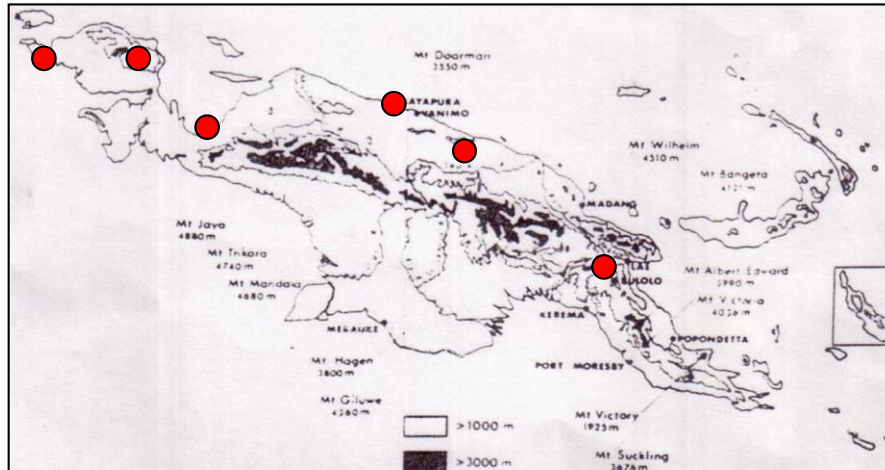 Mt Doorman
3550 m
AYAPURA
VANIMO
Mt Wilhelm
4510 m
Mt Bangeta
4121 m
MADANG
Mt Jaya
4880 m
Mt Trikora
4740 m
Mt Mandala
4680 m
LAE
BULOLO
Mt Albert Edward
3990 m
Mt Victoria
4036 m
KEREMA
MERAUKE
POPONDETTA
PORT MORESBY
Mt Hagen
3800 m
Mt Giluwe
4360 m
Mt Victory
1925 m
Mt Suckling
3676 m
>1000 m
>3000 m